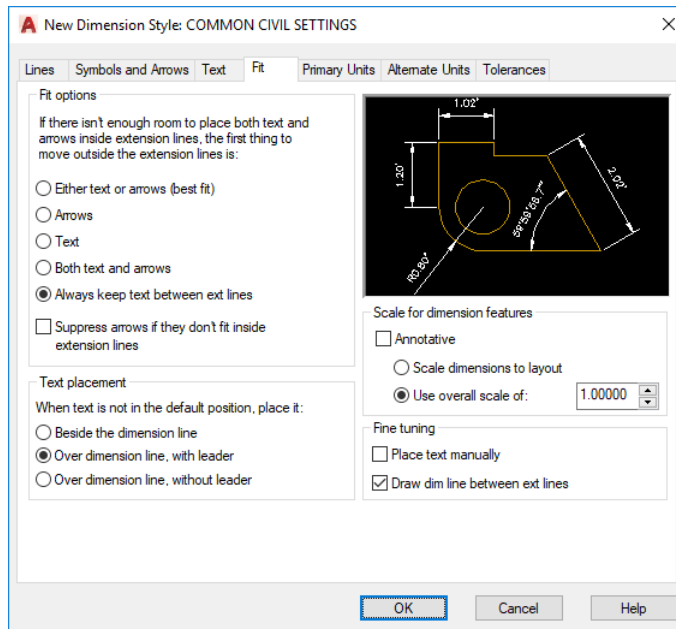 New Dimension Style: COMMON CIVIL SETTINGS
Lines
Symbols and Arrows
Text
Fit
Primary Units
Alternate Units
Tolerances
Fit options
If there isn't enough room to place both text and
arrows inside extension lines, the first thing to
move outside the extension lines is:
Either text or arrows (best fit)
Arrows
Text
Both text and arrows
Always keep text between ext lines
Suppress arrows if they don't fit inside
extension lines
Text placement
When text is not in the default position, place it:
Beside the dimension line
Over dimension line, with leader
Over dimension line, without leader
1.02'
1.20'
2.02'
R0.80'
Scale for dimension features
Annotative
Scale dimensions to layout
Use overall scale of:
1.00000
Fine tuning
Place text manually
Draw dim line between ext lines
OK
Cancel
Help